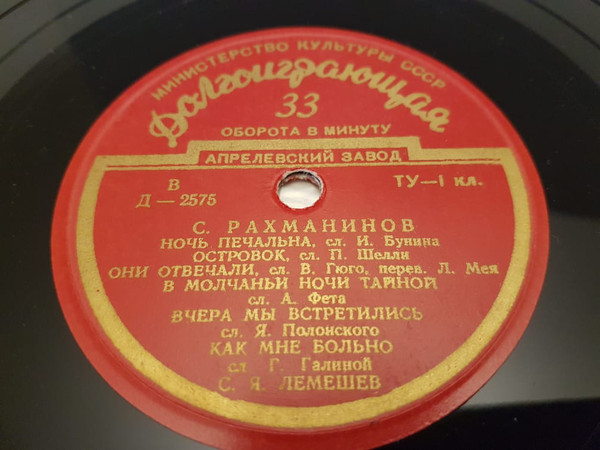 МИНИСТЕРСТВО КУЛЬТУРЫ СССР
Долгоиграющая
33
ОБОРОТА В МИНУТУ
АПРЕЛЕВСКИЙ ЗАВОД
В
Д — 2575
ТУ—1 кл.
С. РАХМАНИНОВ
НОЧЬ ПЕЧАЛЬНА, сл. И. Бунина
ОСТРОВОК, сл. П. Шелли
ОНИ ОТВЕЧАЛИ, сл. В. Гюго, перев. Л. Мея
В МОЛЧАНЬИ НОЧИ ТАЙНОЙ
сл. А. Фета
ВЧЕРА МЫ ВСТРЕТИЛИСЬ
сл. Я. Полонского
КАК МНЕ БОЛЬНО
сл Г. Галиной
С. Я. ЛЕМЕШЕВ